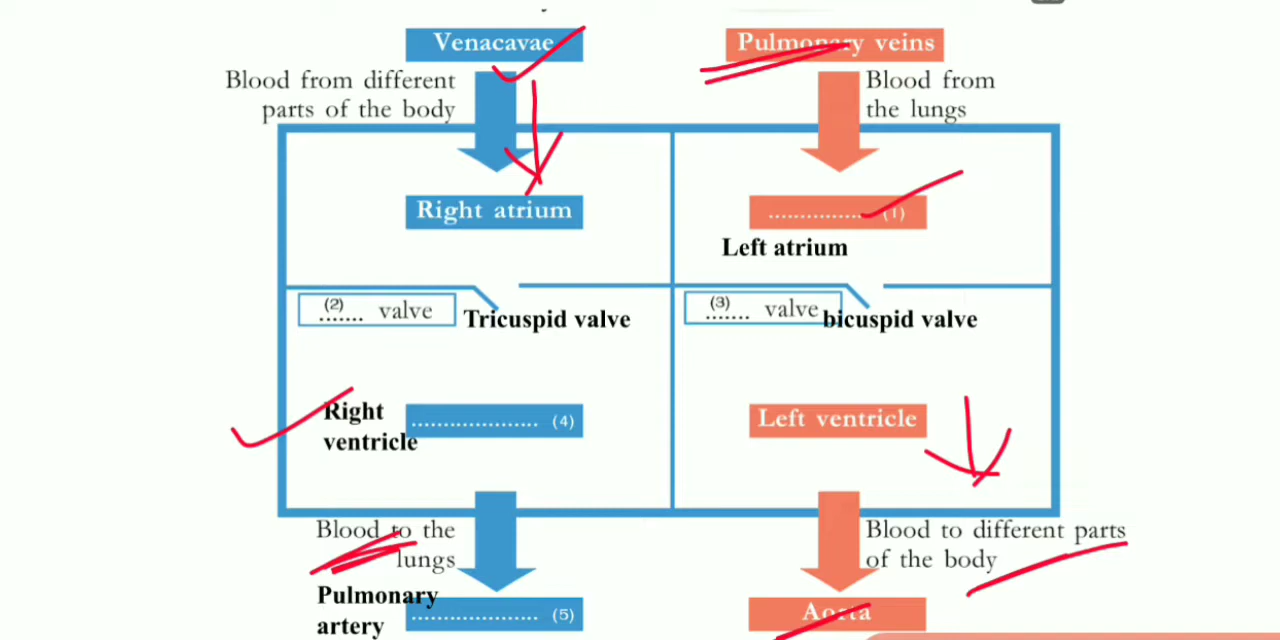 Venacavae
Pulmonary veins
Blood from different
parts of the body
Blood from
the lungs
Right atrium
............... (1)
Left atrium
(2)
....... valve
Tricuspid valve
(3)
....... valve
bicuspid valve
Right
ventricle
..................... (4)
Left ventricle
Blood to the
lungs
Blood to different parts
of the body
Pulmonary
artery
..................... (5)
Aorta